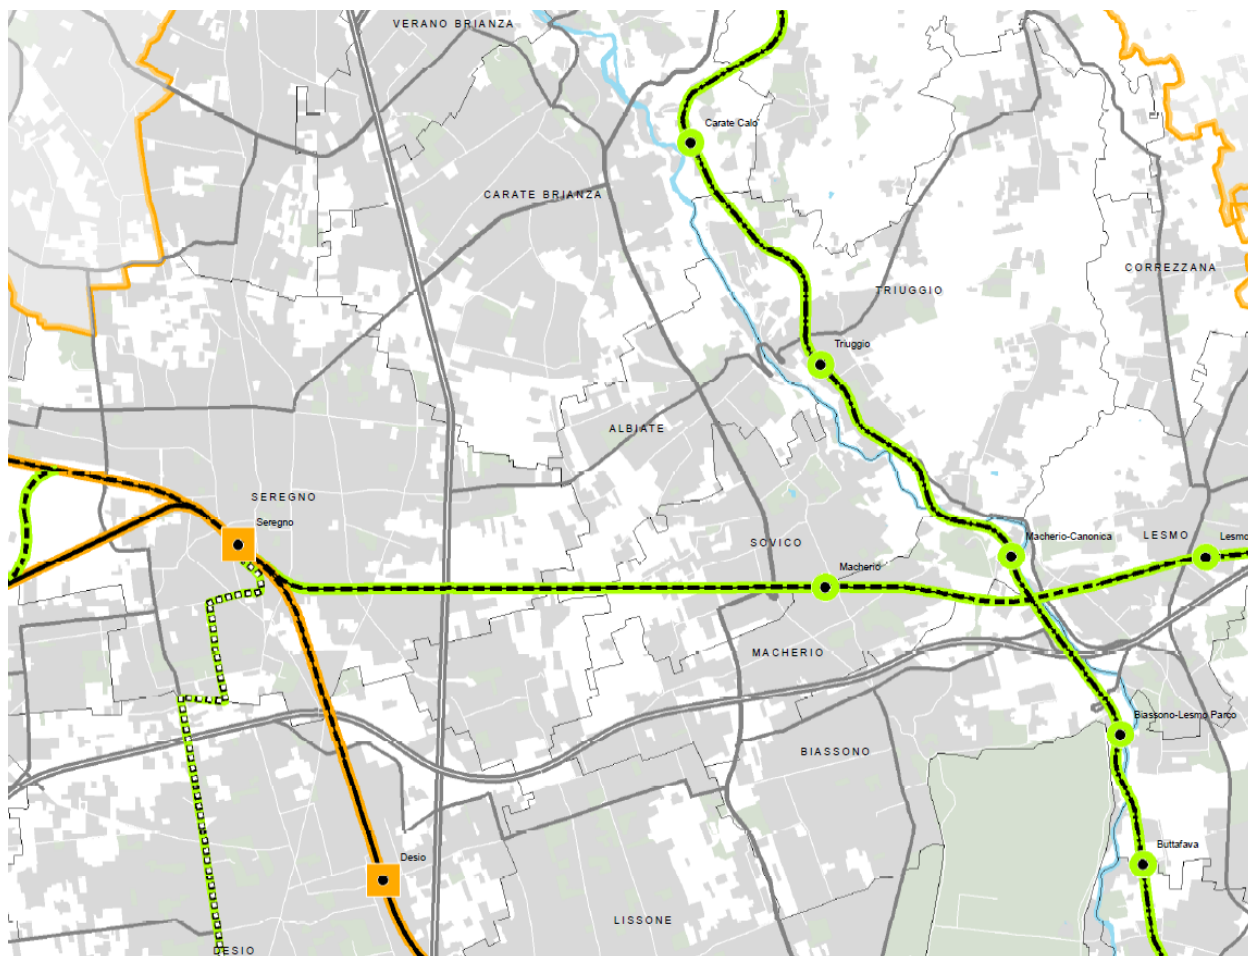 VERANO BRIANZA
Carate Calò
CARATE BRIANZA
CORREZZANA
TRIUGGIO
Triuggio
ALBIATE
SEREGNO
Seregno
SOVICO
Macherio-Canonica
LESMO
Lesmo
Macherio
MACHERIO
Biassono-Lesmo Parco
BIASSONO
Buttafava
Desio
LISSONE
DESIO